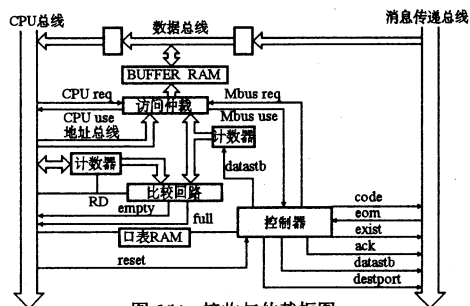 CPU总线
消息传递总线
数据总线
BUFFER RAM
CPU req
访问仲裁
Mbus req
CPU use
Mbus use
地址总线
计数器
计数器
datastb
RD
比较回路
empty
full
控制器
口表RAM
reset
code
eom
exist
ack
datastb
destport